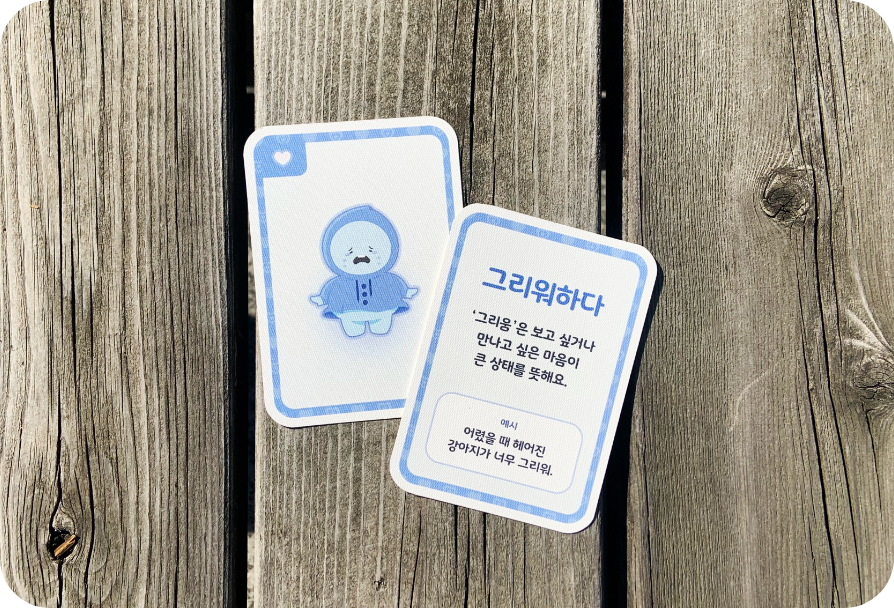 그리워하다
‘그리움’은 보고 싶거나
만나고 싶은 마음이
큰 상태를 뜻해요.
예시
어렸을 때 헤어진
강아지가 너무 그리워.